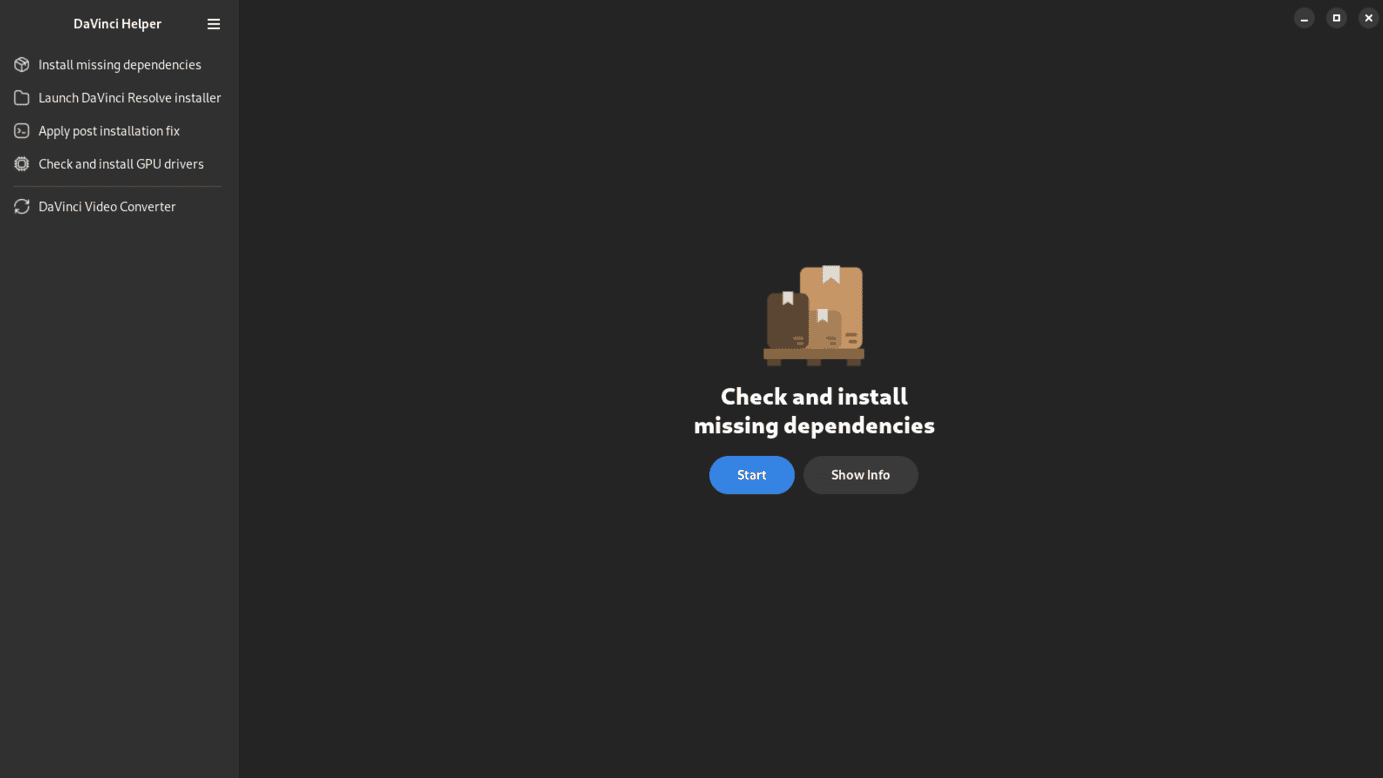 DaVinci Helper
Install missing dependencies
Launch DaVinci Resolve installer
Apply post installation fix
Check and install GPU drivers
DaVinci Video Converter
Check and install
missing dependencies
Start
Show Info